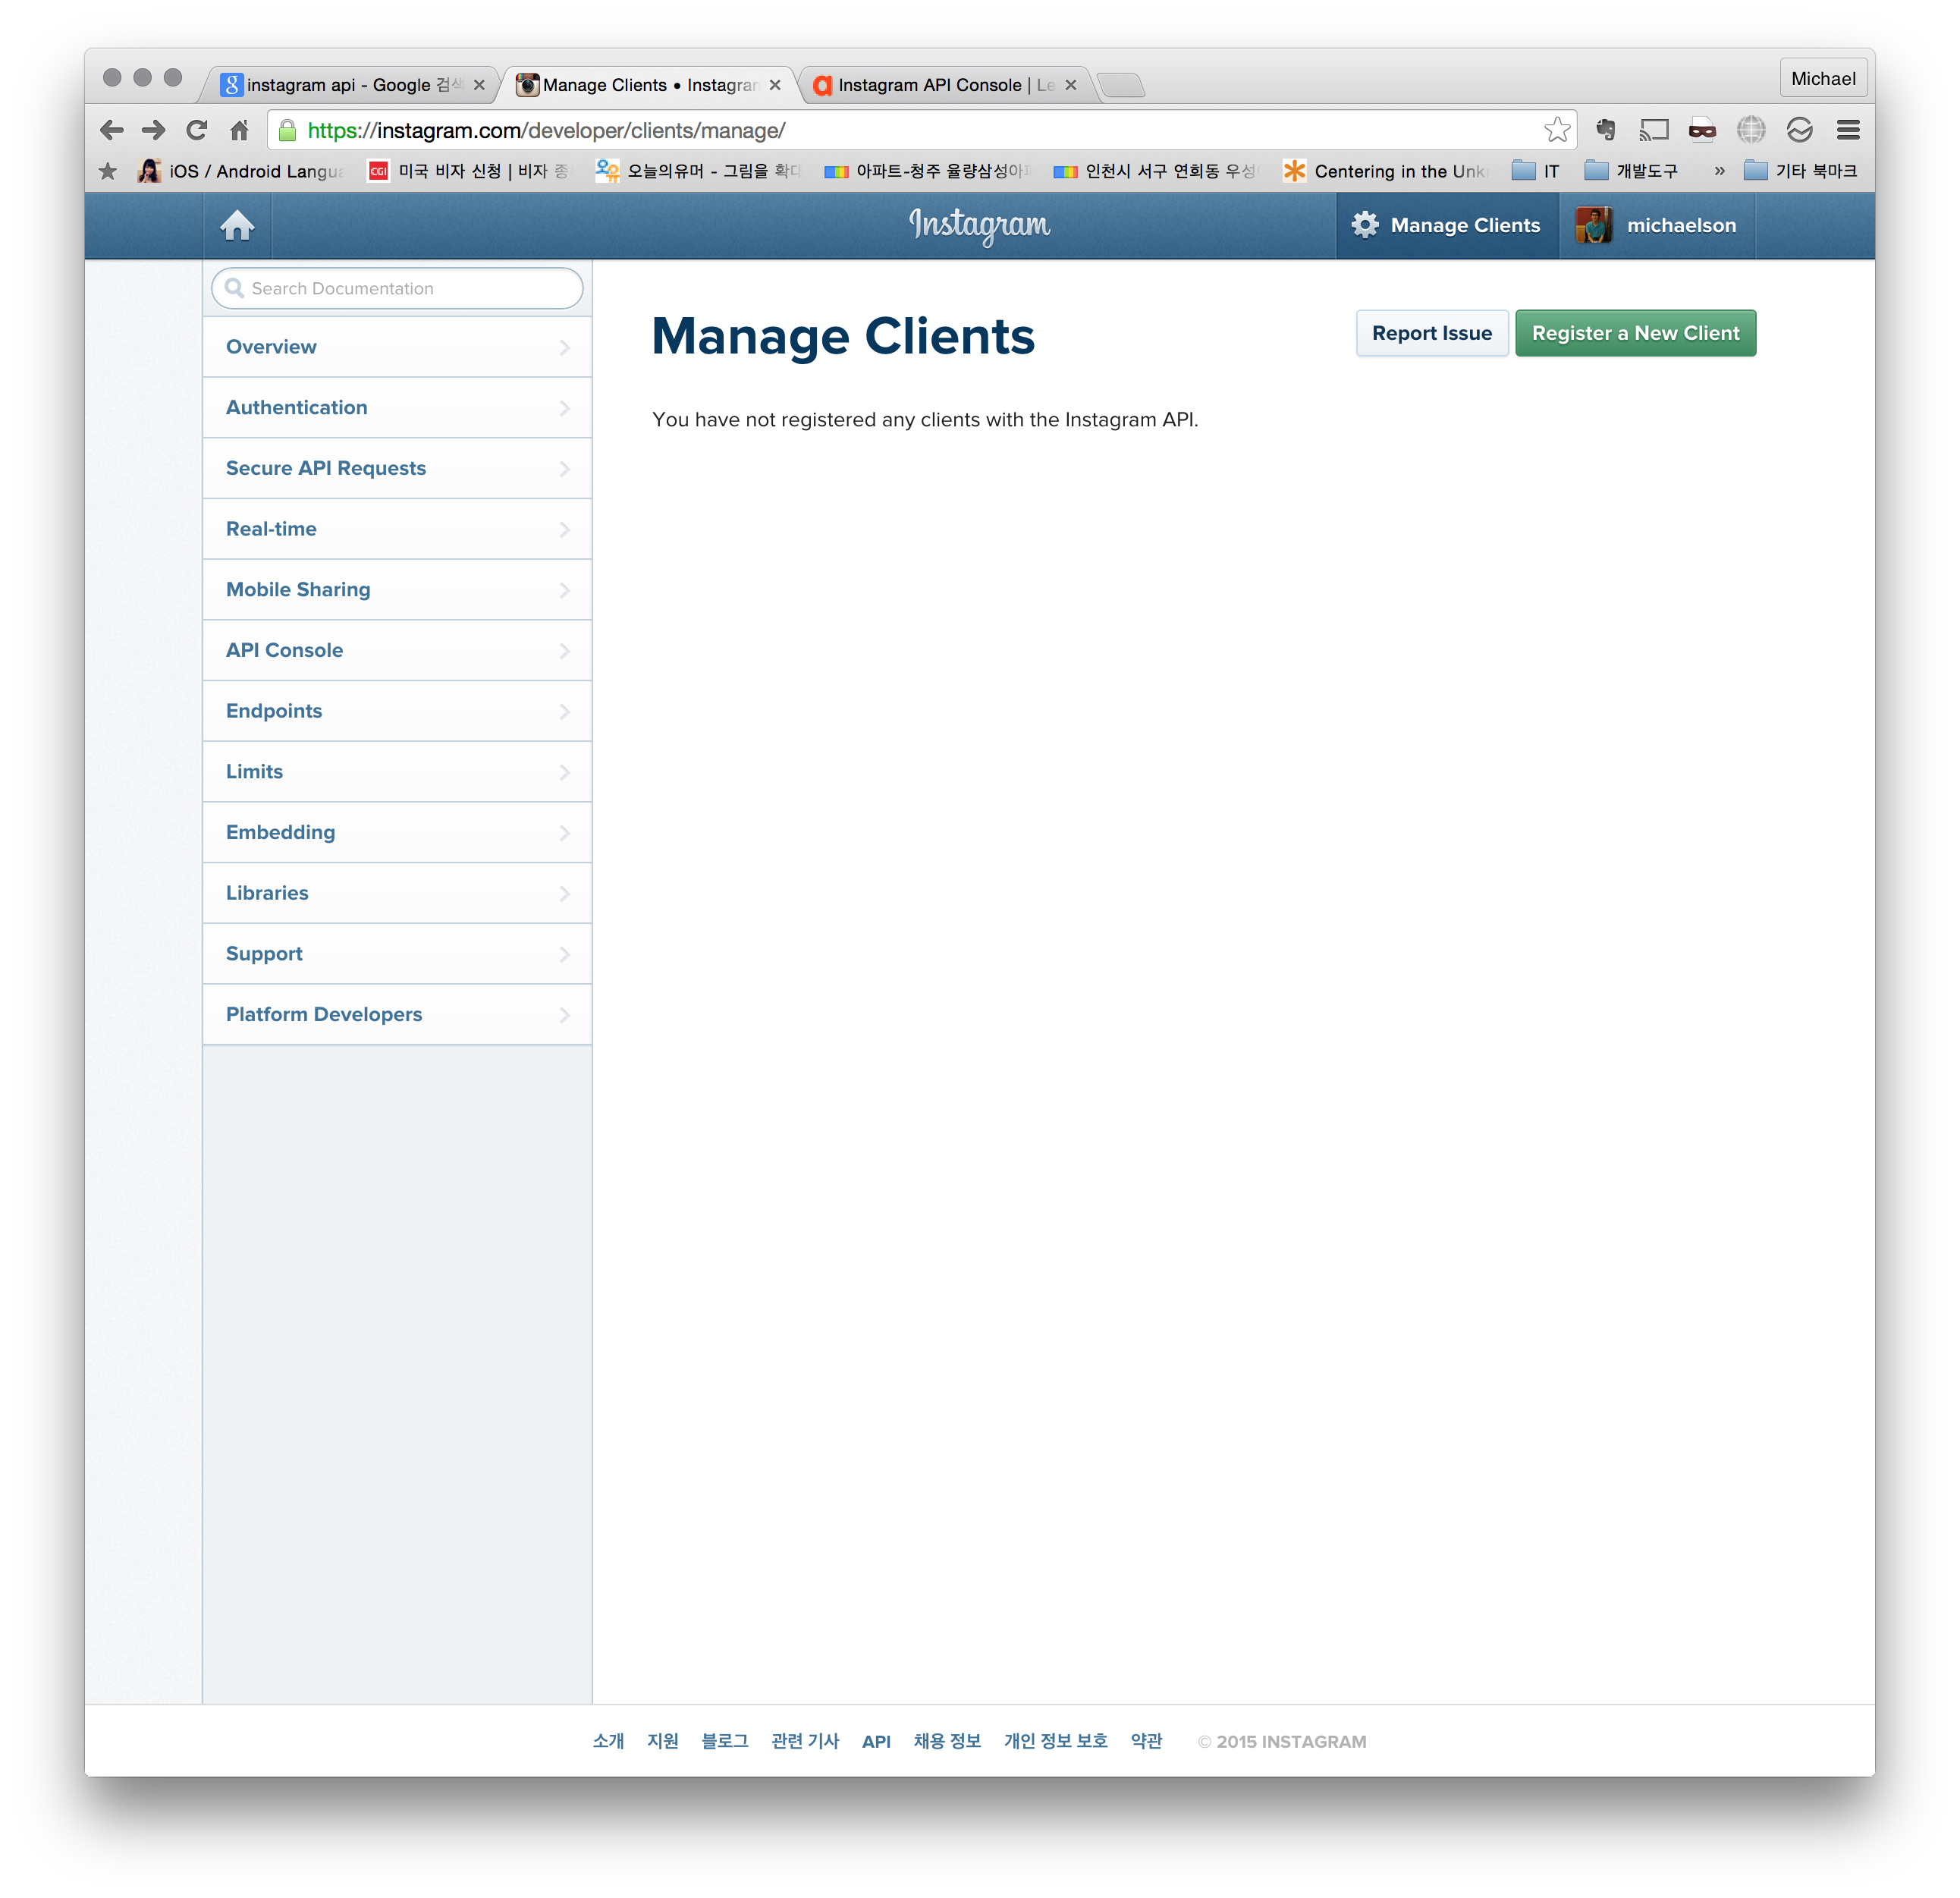 instagram api - Google 검색
Manage Clients • Instagram
Instagram API Console | Le
Michael
https://instagram.com/developer/clients/manage/
iOS / Android Langu
CGI
미국 비자 신청 | 비자 종
오늘의유머 - 그림을 확대
아파트-청주 율량삼성아파
인천시 서구 연희동 우성
Centering in the Unk
IT
개발도구
»
기타 북마크
Instagram
Manage Clients
michaelson
Search Documentation
Overview
Authentication
Secure API Requests
Real-time
Mobile Sharing
API Console
Endpoints
Limits
Embedding
Libraries
Support
Platform Developers
Manage Clients
Report Issue
Register a New Client
You have not registered any clients with the Instagram API.
소개 지원 블로그 관련 기사 API 채용 정보 개인 정보 보호 약관 © 2015 INSTAGRAM